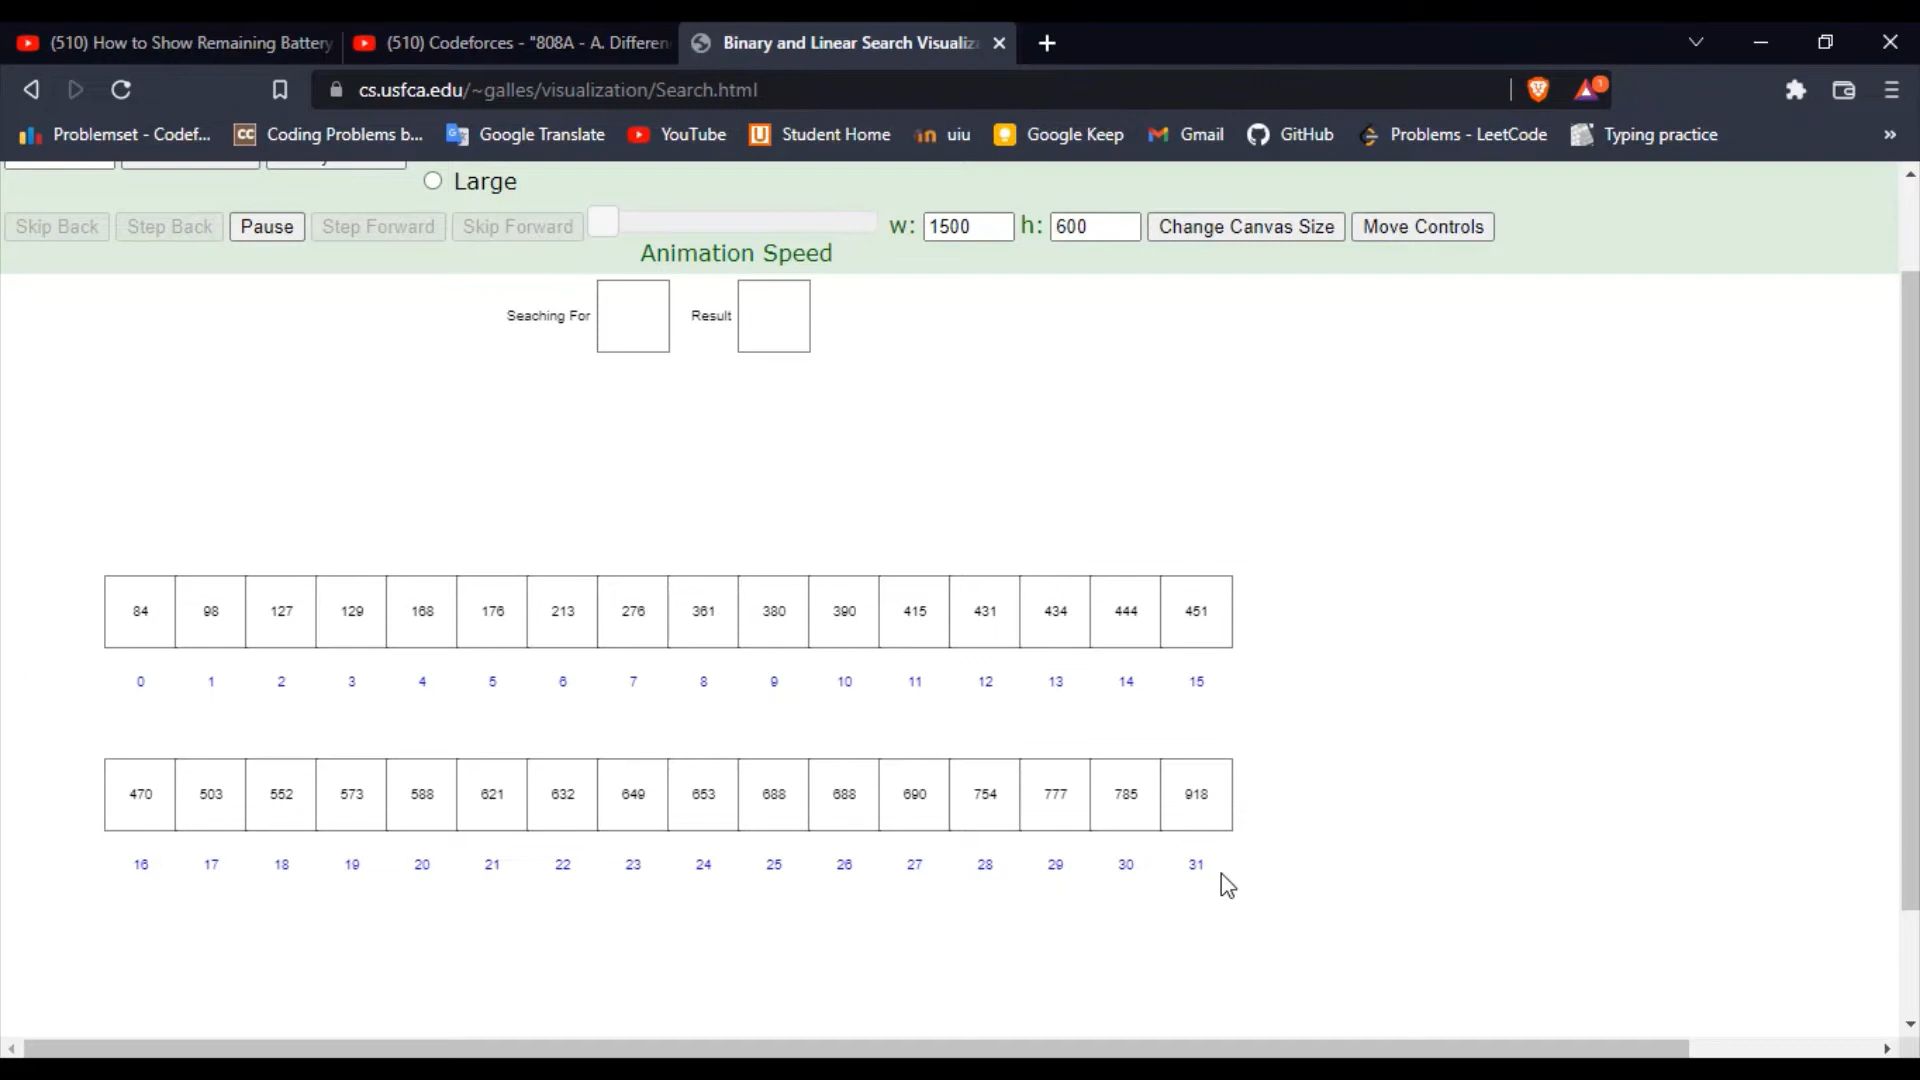 (510) How to Show Remaining Battery
(510) Codeforces - "808A - A. Differen
Binary and Linear Search Visualiz
cs.usfca.edu/~galles/visualization/Search.html
1
Problemset - Codef...
CC
Coding Problems b...
Google Translate
YouTube
Student Home
in
uiu
Google Keep
Gmail
GitHub
Problems - LeetCode
Typing practice
»
Large
Skip Back
Step Back
Pause
Step Forward
Skip Forward
w: 1500
h: 600
Change Canvas Size
Move Controls
Animation Speed
Seaching For
Result
84 98 127 129 168 176 213 276 361 380 390 415 431 434 444 451
0 1 2 3 4 5 6 7 8 9 10 11 12 13 14 15
470 503 552 573 588 621 632 649 653 688 688 690 754 777 785 918
16 17 18 19 20 21 22 23 24 25 26 27 28 29 30 31